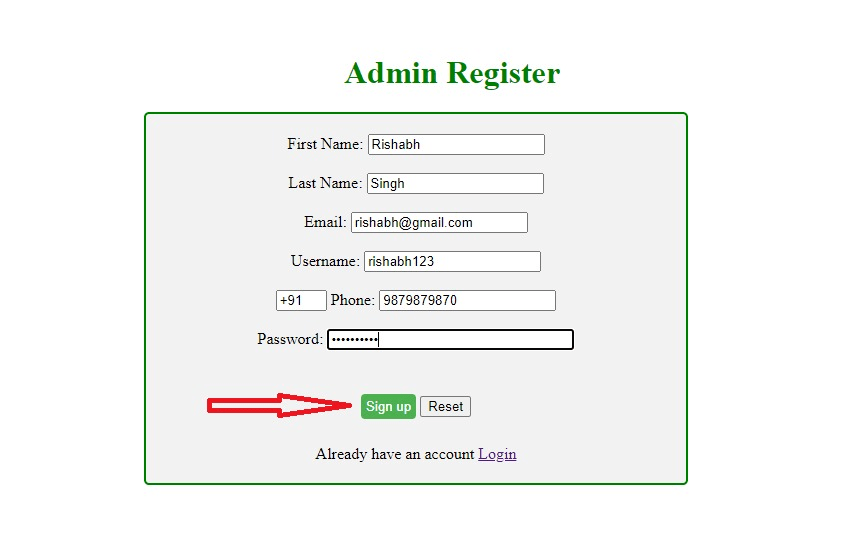 Admin Register
First Name: Rishabh
Last Name: Singh
Email: rishabh@gmail.com
Username: rishabh123
+91 Phone: 9879879870
Password: ••••••••••
Sign up Reset
Already have an account Login